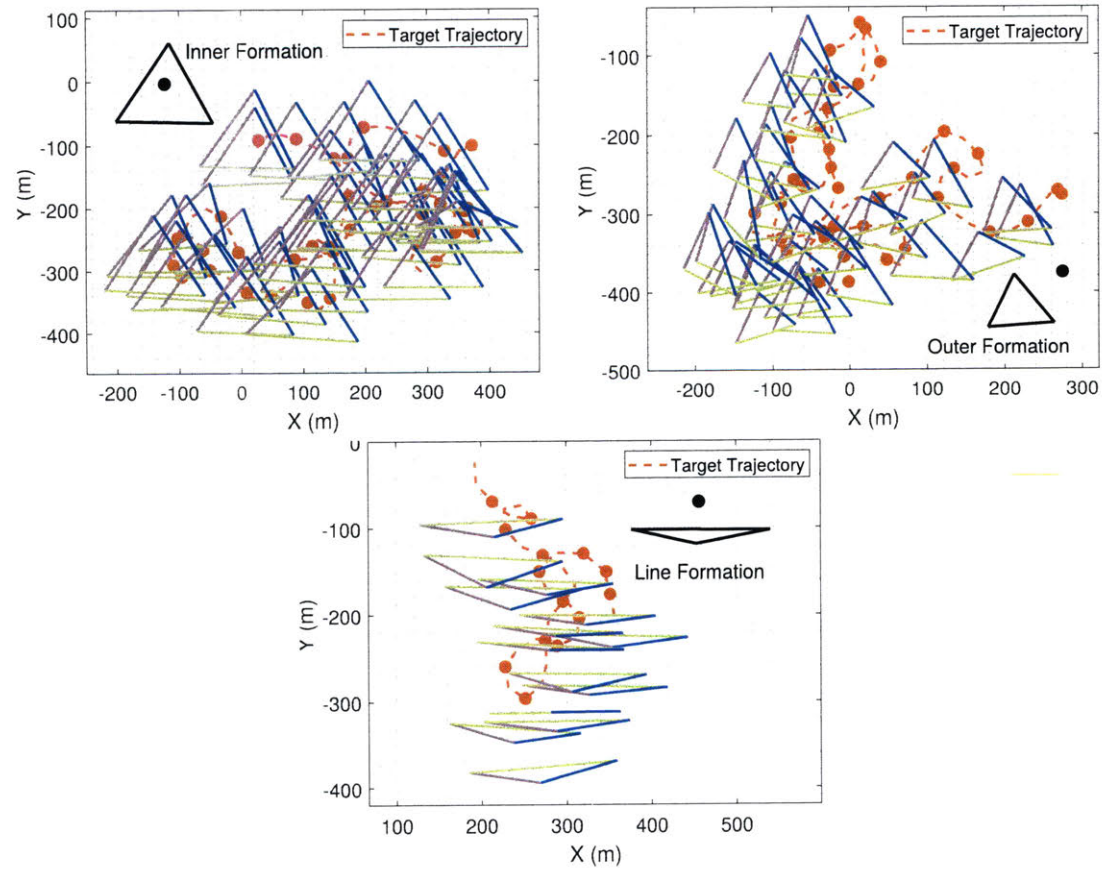 100
0
-100
-200
-300
-400
Y (m)
Inner Formation
Target Trajectory
-200 -100 0 100 200 300 400
X (m)
-100
-200
-300
-400
-500
Y (m)
Target Trajectory
Outer Formation
-200 -100 0 100 200 300
X (m)
0
-100
-200
-300
-400
Y (m)
Target Trajectory
Line Formation
100 200 300 400 500
X (m)